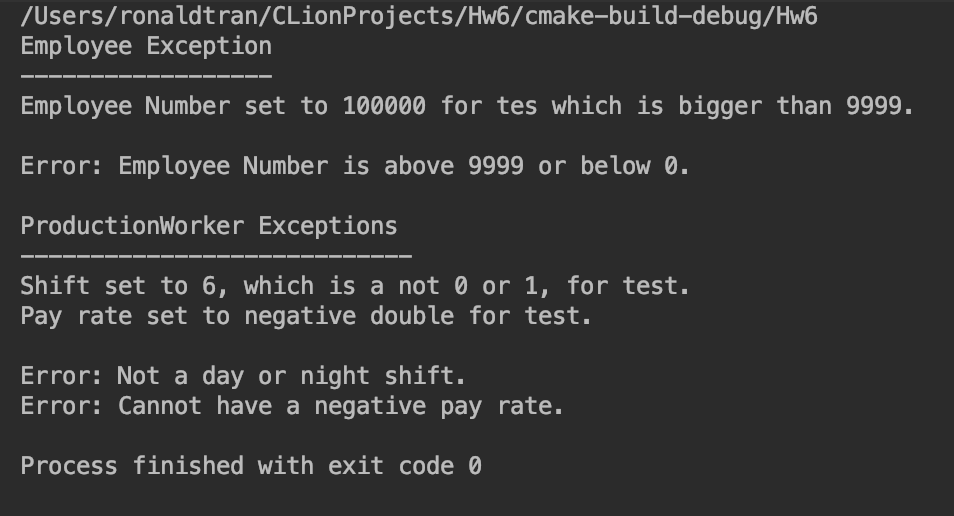 /Users/ronaldtran/CLionProjects/Hw6/cmake-build-debug/Hw6
Employee Exception
------------------
Employee Number set to 100000 for tes which is bigger than 9999.
Error: Employee Number is above 9999 or below 0.
ProductionWorker Exceptions
----------------------------
Shift set to 6, which is a not 0 or 1, for test.
Pay rate set to negative double for test.
Error: Not a day or night shift.
Error: Cannot have a negative pay rate.
Process finished with exit code 0